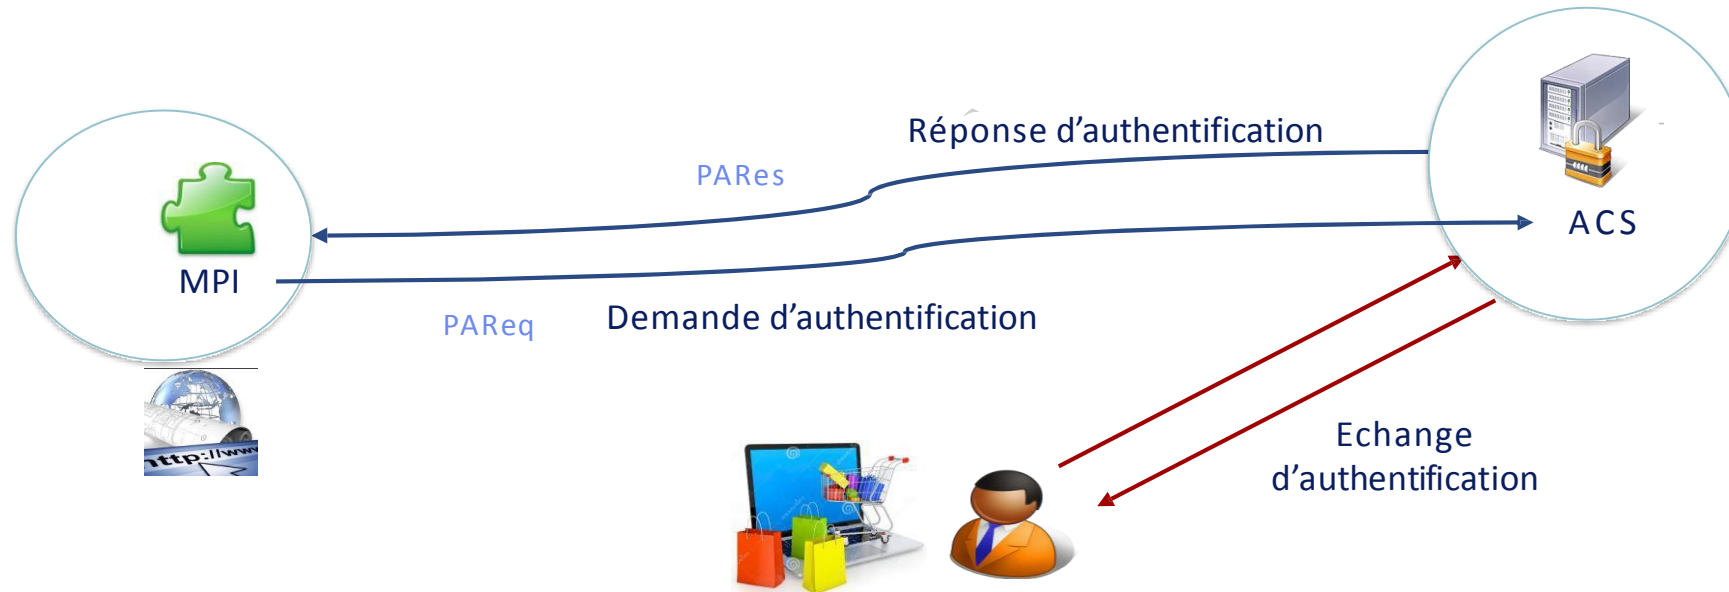 Réponse d'authentification
PARes
ACS
MPI
PAReq
Demande d'authentification
http://www
Echange
d'authentification